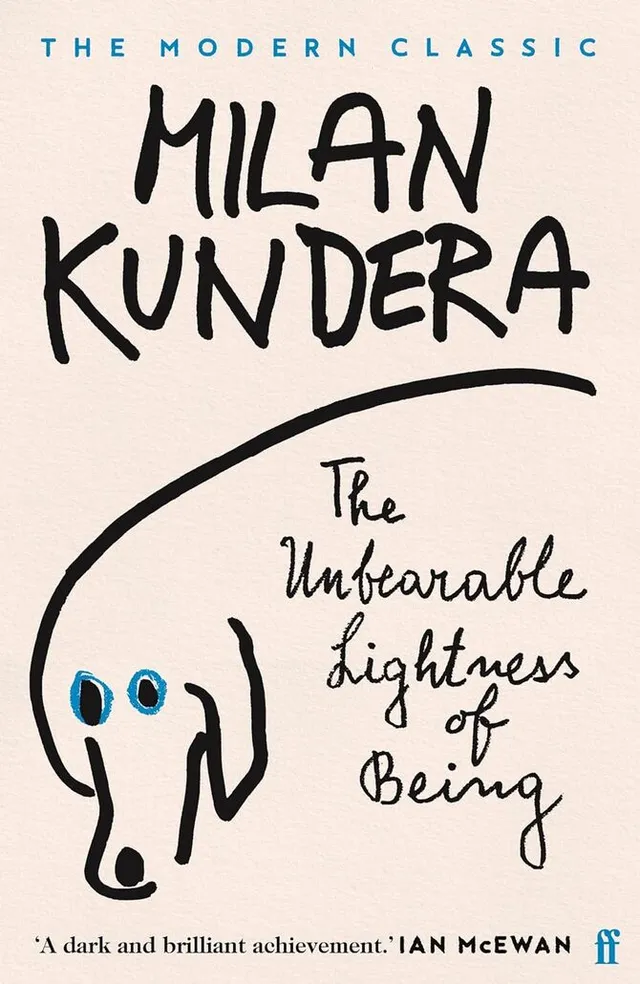 THE MODERN CLASSIC
MILAN
KUNDERA
The
Unbearable
Lightness
of
Being
‘A dark and brilliant achievement.’ IAN McEWAN
ff